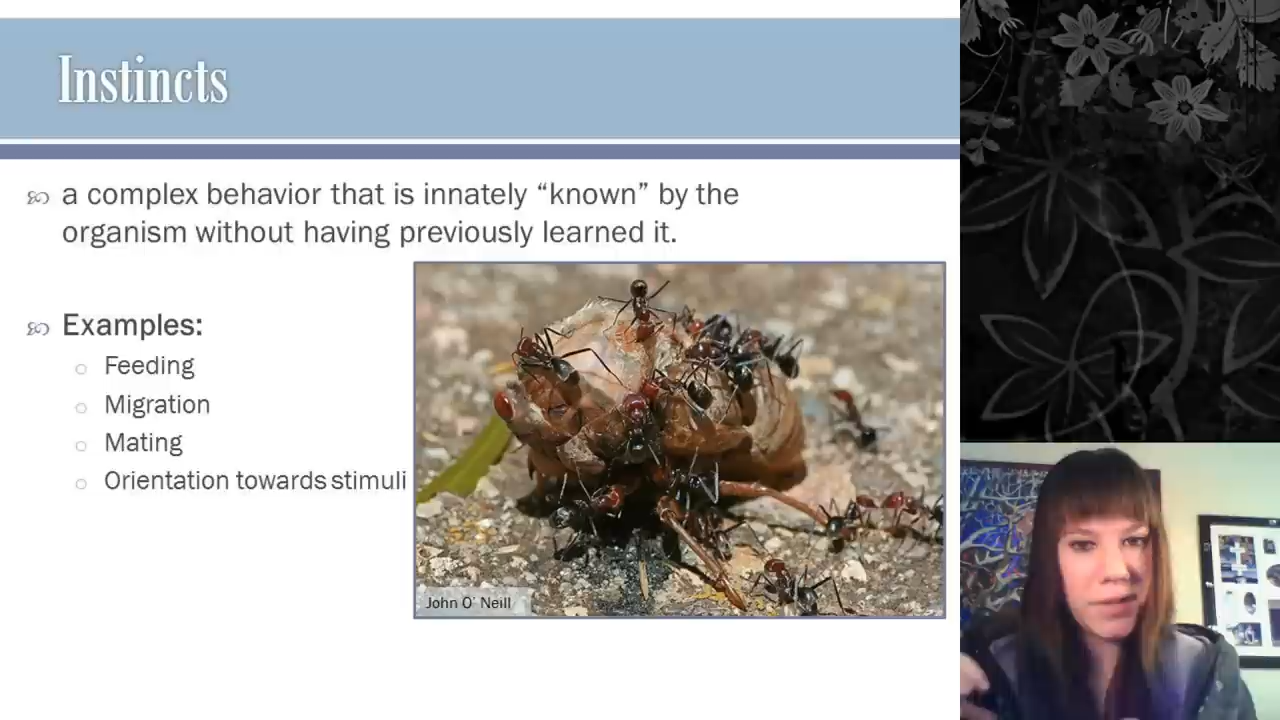 Instincts
a complex behavior that is innately “known” by the
organism without having previously learned it.
Examples:
Feeding
Migration
Mating
Orientation towards stimuli
John O' Neill